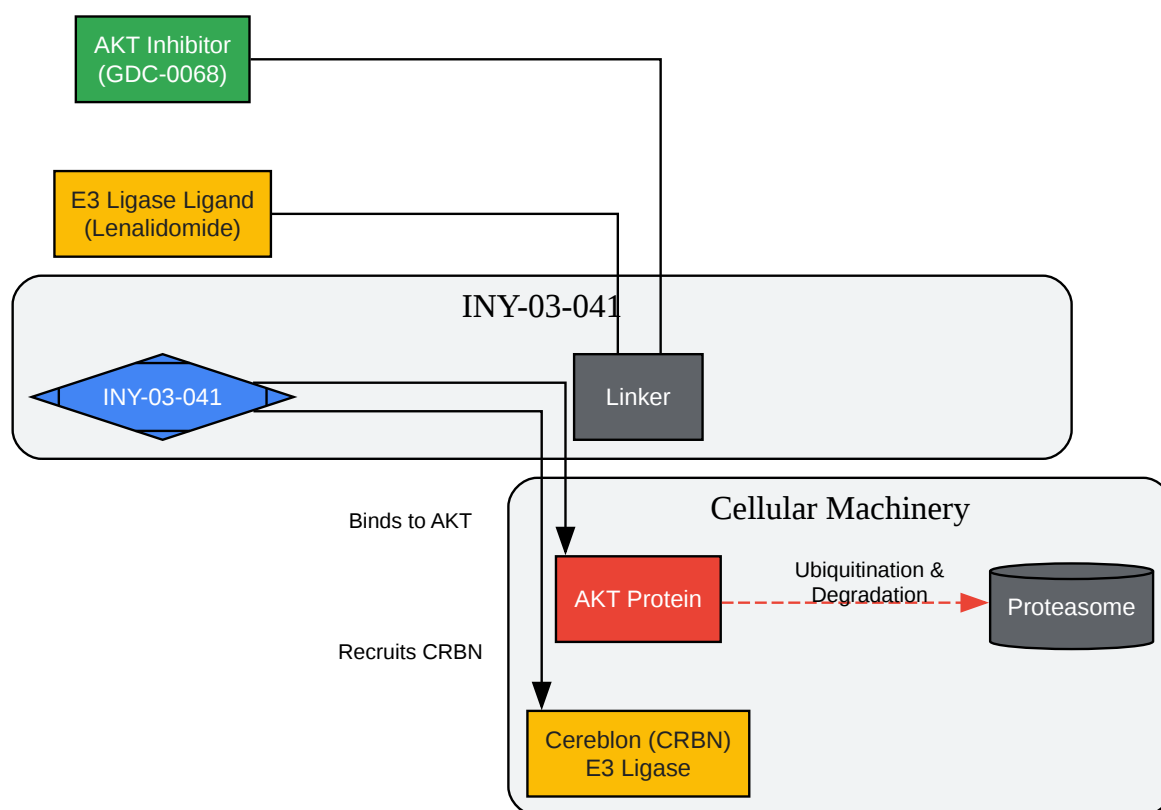 AKT Inhibitor
(GDC-0068)
E3 Ligase Ligand
(Lenalidomide)
INY-03-041
INY-03-041
Linker
Cellular Machinery
Binds to AKT
AKT Protein
Ubiquitination &
Degradation
Proteasome
Recruits CRBN
Cereblon (CRBN)
E3 Ligase